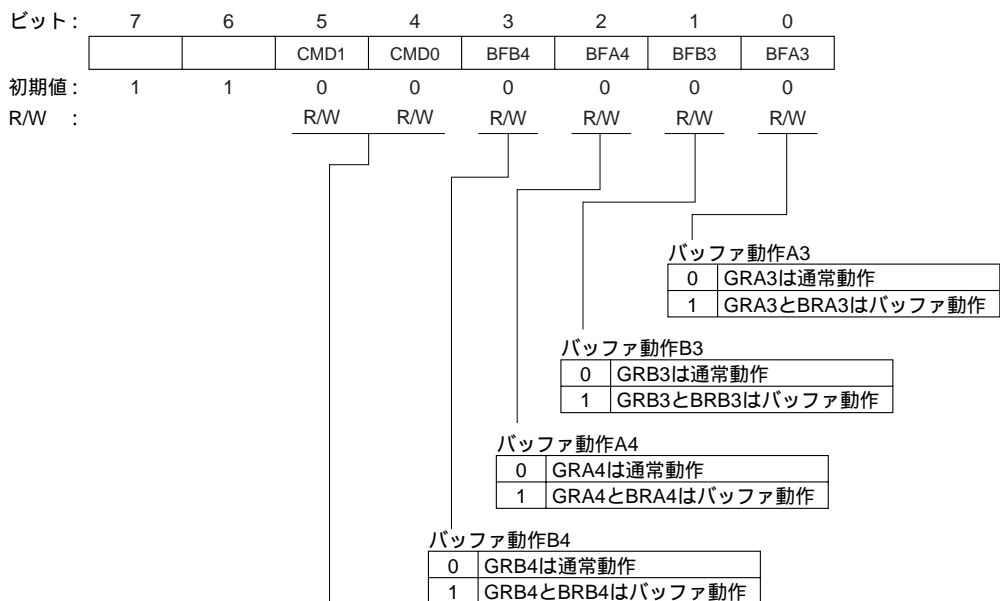 ビット: 7 6 5 4 3 2 1 0
CMD1 CMD0 BFB4 BFA4 BFB3 BFA3
初期値: 1 1 0 0 0 0 0 0
R/W : R/W R/W R/W R/W R/W R/W
バッファ動作A3
0 GRA3は通常動作
1 GRA3とBRA3はバッファ動作
バッファ動作B3
0 GRB3は通常動作
1 GRB3とBRB3はバッファ動作
バッファ動作A4
0 GRA4は通常動作
1 GRA4とBRA4はバッファ動作
バッファ動作B4
0 GRB4は通常動作
1 GRB4とBRB4はバッファ動作